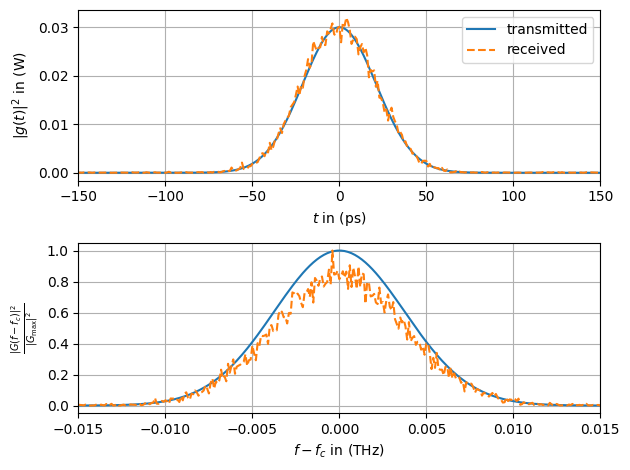 0.03
0.02
0.01
0.00
|g(t)|² in (W)
transmitted
received
−150 −100 −50 0 50 100 150
t in (ps)
1.0
0.8
0.6
0.4
0.2
0.0
||G(f − f_c)|² / |G_max|²
−0.015 −0.010 −0.005 0.000 0.005 0.010 0.015
f − f_c in (THz)